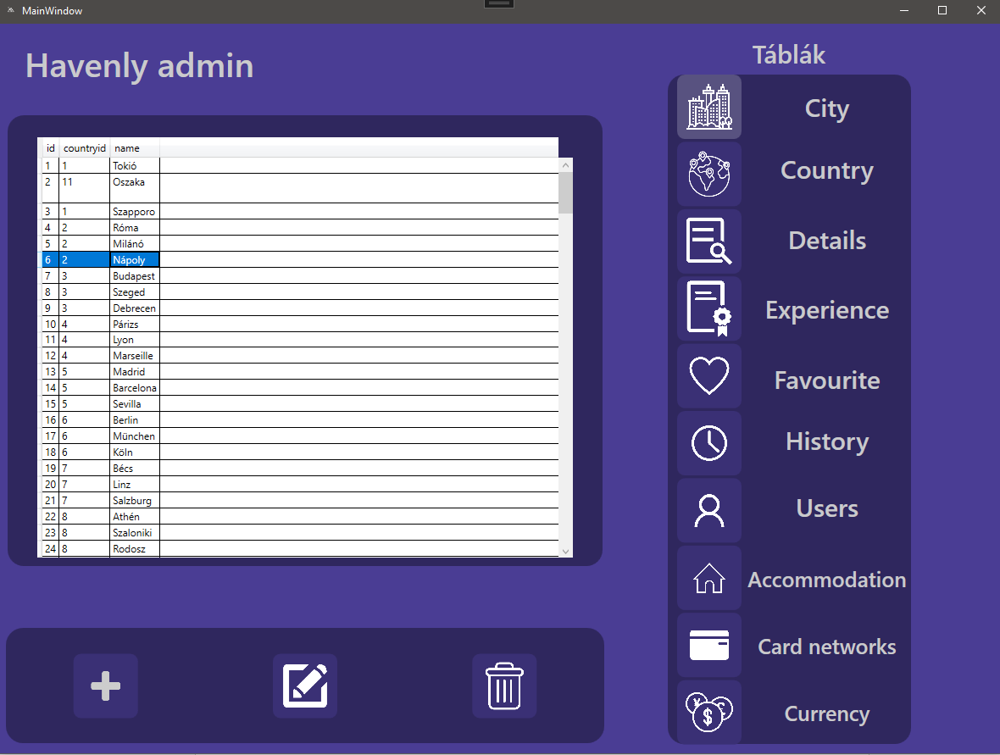 MainWindow
Havenly admin
id countryid name
1 1 Tokió
2 11 Oszaka
3 1 Szapporo
4 2 Róma
5 2 Milánó
6 2 Nápoly
7 3 Budapest
8 3 Szeged
9 3 Debrecen
10 4 Párizs
11 4 Lyon
12 4 Marseille
13 5 Madrid
14 5 Barcelona
15 5 Sevilla
16 6 Berlin
17 6 München
18 6 Köln
19 7 Bécs
20 7 Linz
21 7 Salzburg
22 8 Athén
23 8 Szaloniki
24 8 Rodosz
Táblák
City
Country
Details
Experience
Favourite
History
Users
Accommodation
Card networks
Currency